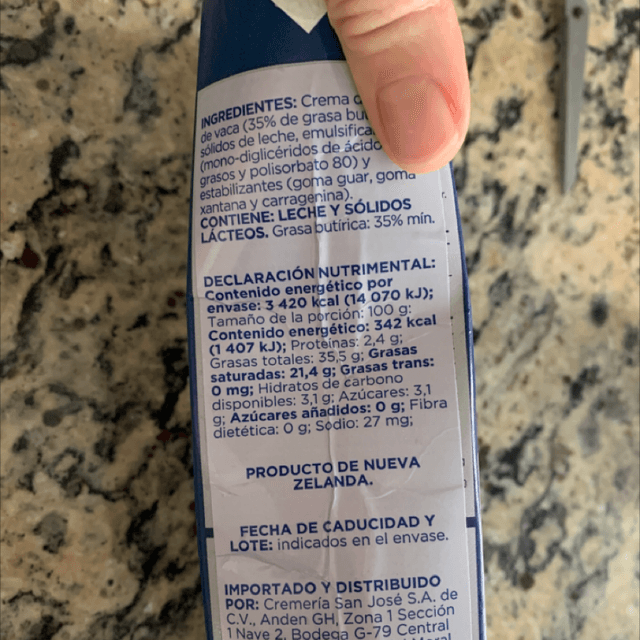 INGREDIENTES: Crema
de vaca (35% de grasa
sólidos de leche,
(mono-diglicéridos de
grasos y polisorbato 80) y
estabilizantes (goma guar, goma
xantana y carragenina).
CONTIENE: LECHE Y SÓLIDOS
LÁCTEOS. Grasa butírica: 35% mín.
DECLARACIÓN NUTRIMENTAL:
Contenido energético por
envase: 3 420 kcal (14 070 kJ);
Tamaño de la porción: 100 g:
Contenido energético: 342 kcal
(1 407 kJ); Proteínas: 2,4 g;
Grasas totales: 35,5 g; Grasas
saturadas: 21,4 g; Grasas trans:
0 mg; Hidratos de carbono
disponibles: 3,1 g; Azúcares: 3,1
g; Azúcares añadidos: 0 g; Fibra
dietética: 0 g; Sodio: 27 mg;
PRODUCTO DE NUEVA
ZELANDA.
FECHA DE CADUCIDAD Y
LOTE: indicados en el envase.
IMPORTADO Y DISTRIBUIDO
POR: Cremería San José S.A. de
C.V., Anden GH, Zona 1 Sección
1 Nave 2, Bodega G-79 Central